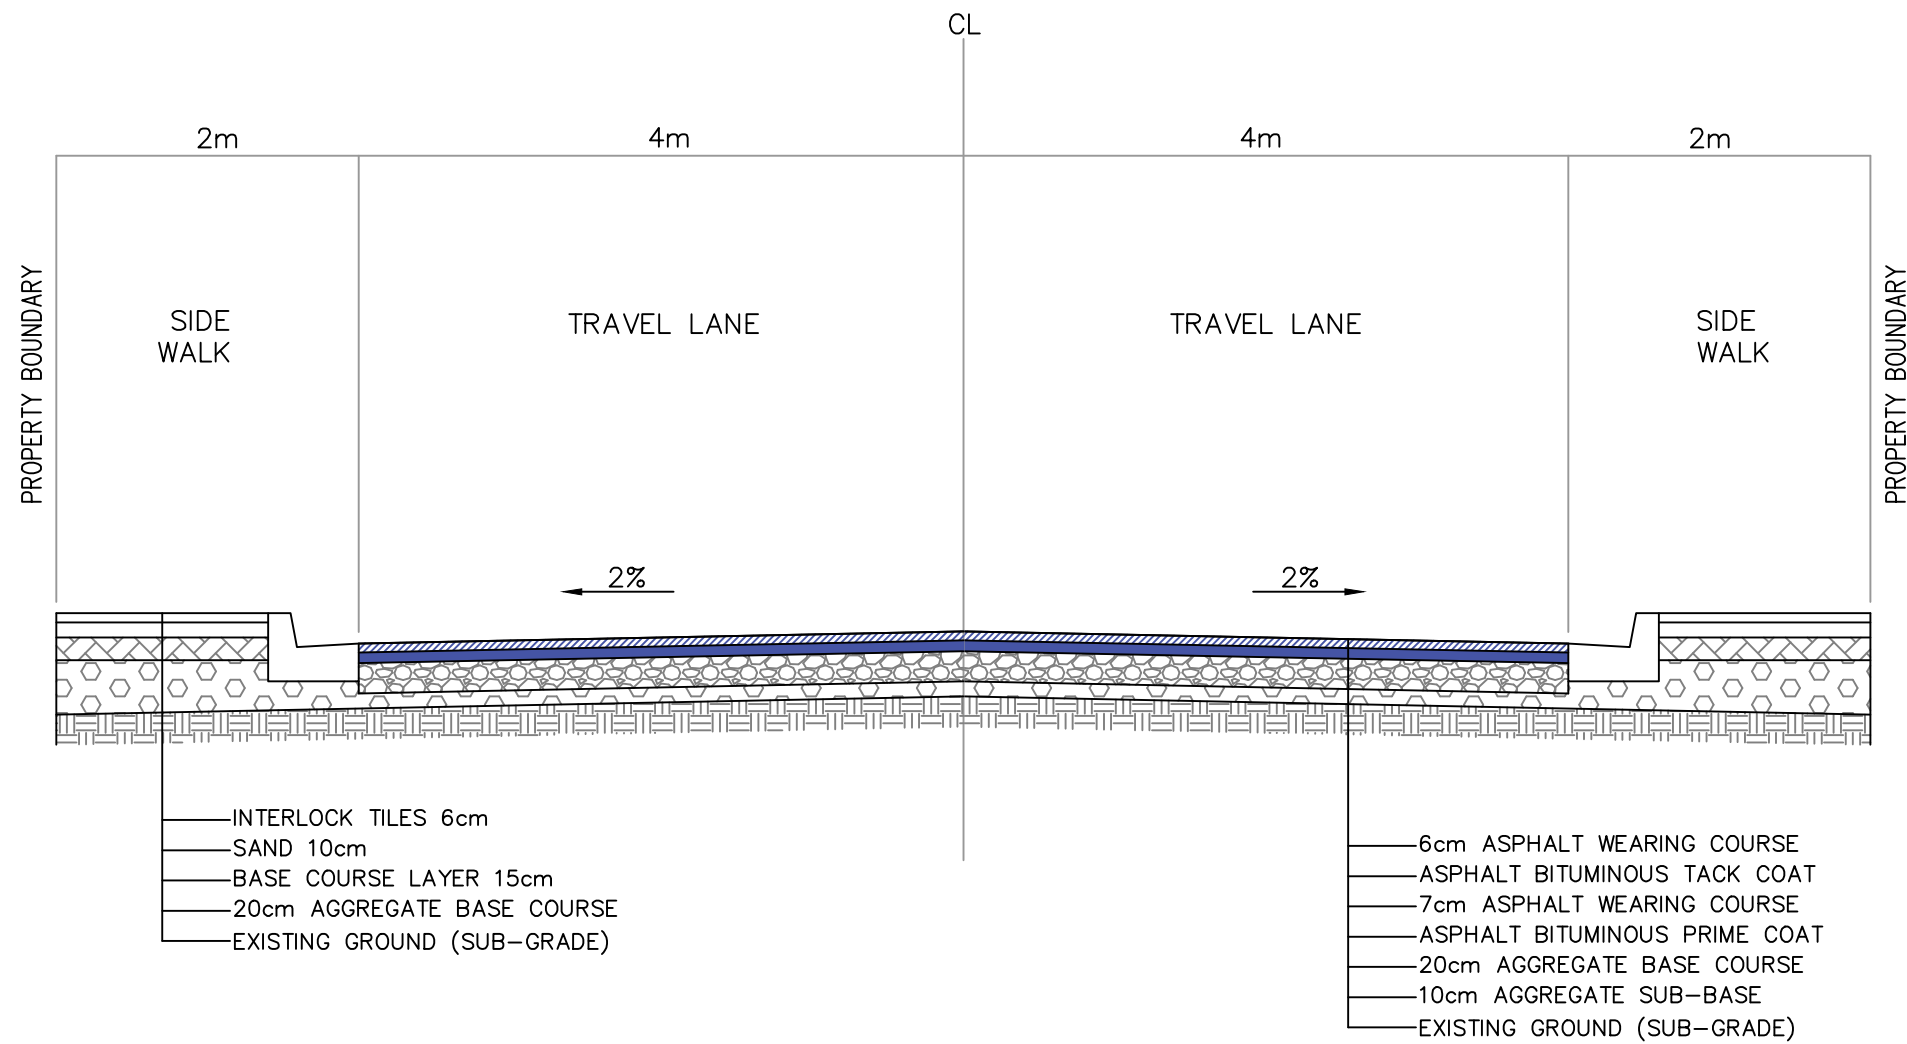 CL
2m
4m
4m
2m
PROPERTY BOUNDARY
SIDE
WALK
TRAVEL LANE
TRAVEL LANE
SIDE
WALK
PROPERTY BOUNDARY
2%
2%
INTERLOCK TILES 6cm
SAND 10cm
BASE COURSE LAYER 15cm
20cm AGGREGATE BASE COURSE
EXISTING GROUND (SUB-GRADE)
6cm ASPHALT WEARING COURSE
ASPHALT BITUMINOUS TACK COAT
7cm ASPHALT WEARING COURSE
ASPHALT BITUMINOUS PRIME COAT
20cm AGGREGATE BASE COURSE
10cm AGGREGATE SUB-BASE
EXISTING GROUND (SUB-GRADE)